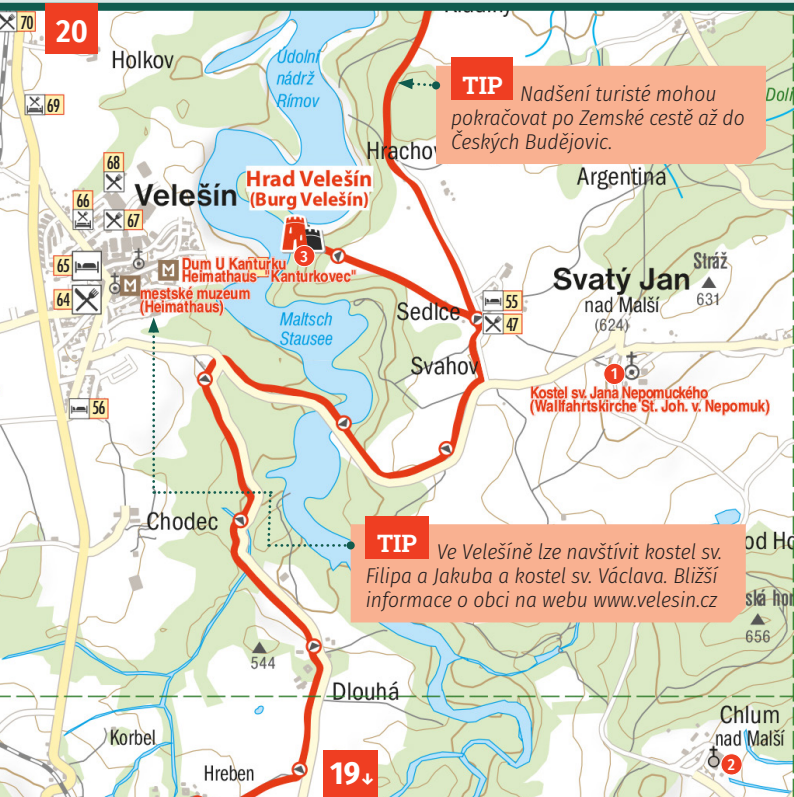 70
20
Holkov
Údolní
nádrž
Římov
TIP Nadšení turisté mohou
pokračovat po Zemské cestě až do
Českých Budějovic.
69
68
66
67
Velešín
Hrad Velešín
(Burg Velešín)
3
Argentina
65
64
M
Dum U Kanturku
Heimathaus "Kanturkovec"
M
mestské muzeum
(Heimathaus)
Stráž
631
Svatý Jan
nad Malší
(624)
Sedlce
55
47
Maltsch
Stausee
Svahov
1
Kostel sv. Jana Nepomuckého
(Wallfahrtskirche St. Joh. v. Nepomuk)
56
Chodec
TIP Ve Velešíně lze navštívit kostel sv.
Filipa a Jakuba a kostel sv. Václava. Bližší
informace o obci na webu www.velesin.cz
656
544
Dlouhá
Korbel
Chlum
nad Malší
2
Hreben
19↓